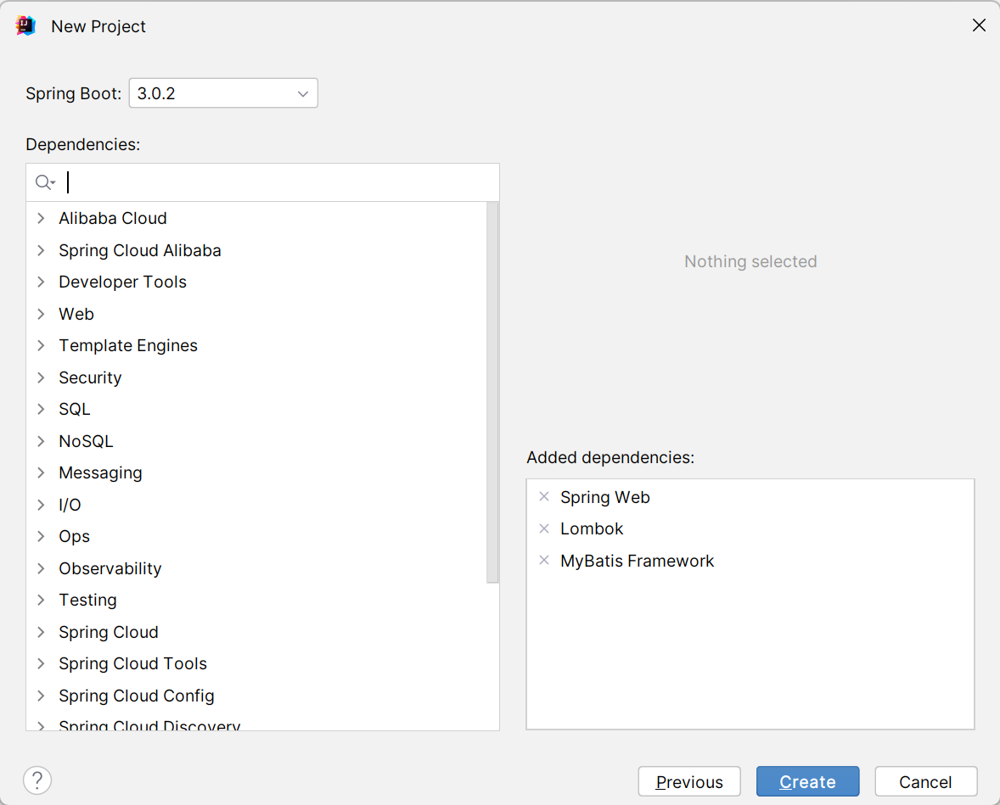 New Project
Spring Boot: 3.0.2
Dependencies:
Alibaba Cloud
Spring Cloud Alibaba
Developer Tools
Web
Template Engines
Security
SQL
NoSQL
Messaging
I/O
Ops
Observability
Testing
Spring Cloud
Spring Cloud Tools
Spring Cloud Config
Spring Cloud Discovery
Nothing selected
Added dependencies:
Spring Web
Lombok
MyBatis Framework
?
Previous
Create
Cancel